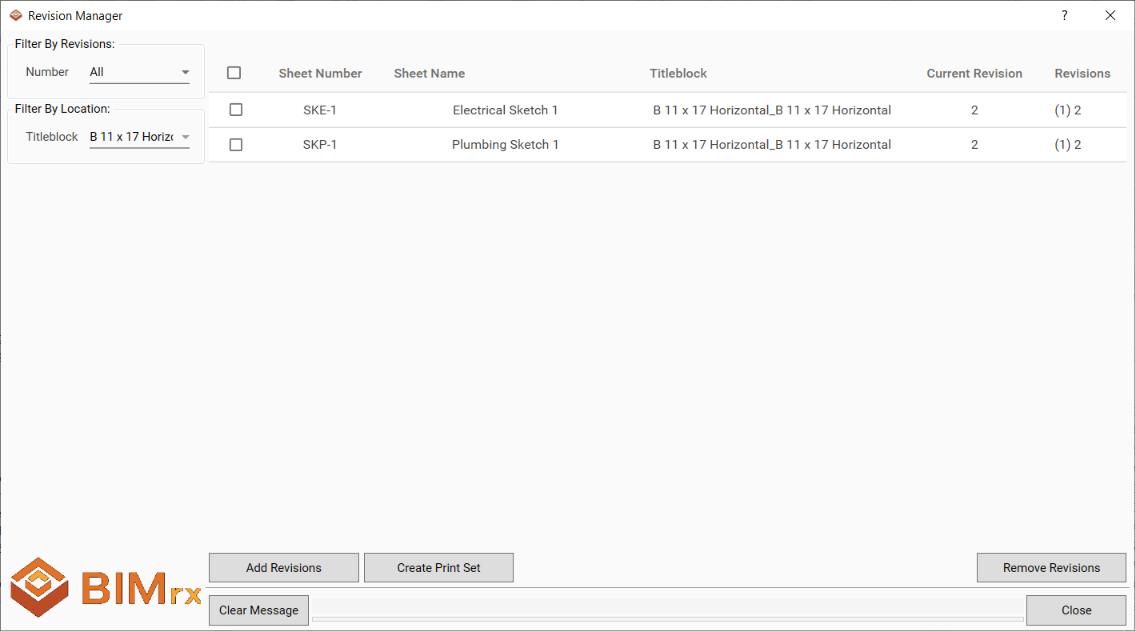 Revision Manager
?
Filter By Revisions:
Number All
Filter By Location:
Titleblock B 11 x 17 Horizo
Sheet Number Sheet Name Titleblock Current Revision Revisions
SKE-1 Electrical Sketch 1 B 11 x 17 Horizontal_B 11 x 17 Horizontal 2 (1) 2
SKP-1 Plumbing Sketch 1 B 11 x 17 Horizontal_B 11 x 17 Horizontal 2 (1) 2
Add Revisions Create Print Set Remove Revisions
BIMrx
Clear Message Close